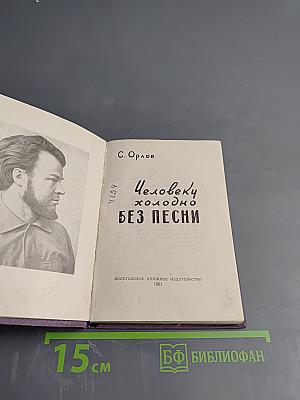 С. Орлов
Человеку
холодно
БЕЗ ПЕСНИ
ВОЛОГОДСКОЕ КНИЖНОЕ ИЗДАТЕЛЬСТВО
1961
15 см
БФ БИБЛИОФАН